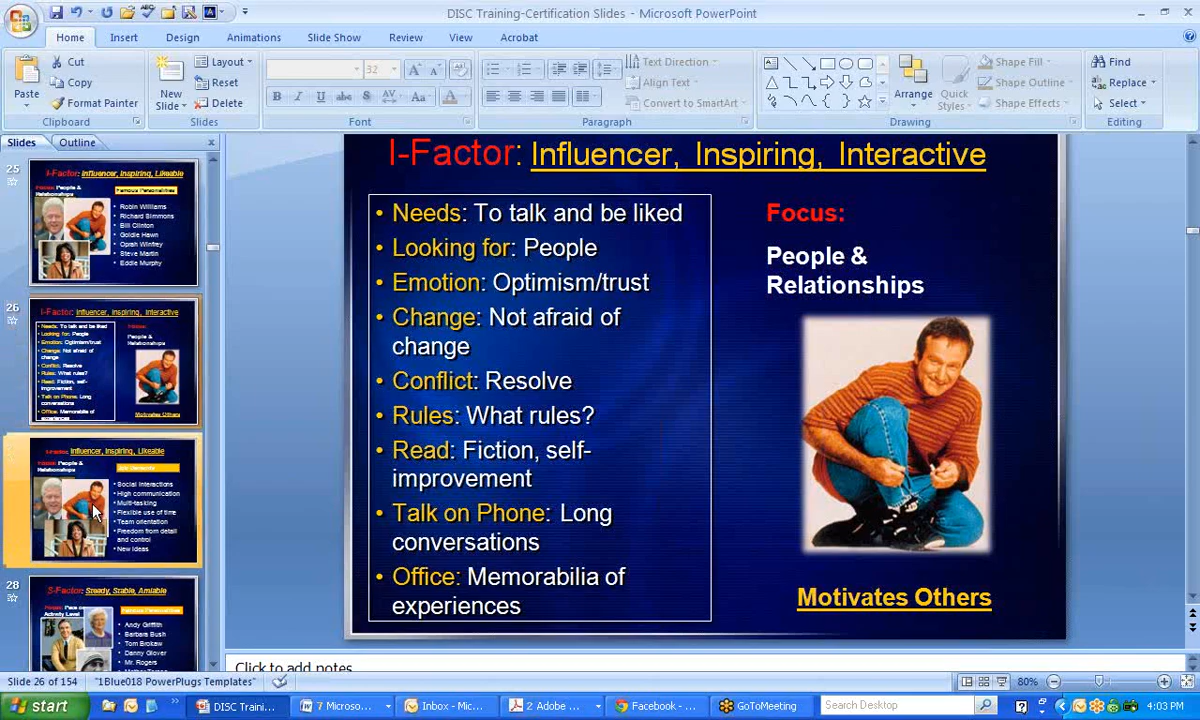 DISC Training-Certification Slides - Microsoft PowerPoint
Home Insert Design Animations Slide Show Review View Acrobat
Paste
Cut
Copy
Format Painter
Clipboard
New Slide
Layout
Reset
Delete
Slides
32
Font
Text Direction
Align Text
Convert to SmartArt
Paragraph
Arrange
Quick Styles
Shape Fill
Shape Outline
Shape Effects
Drawing
Find
Replace
Select
Editing
Slides Outline
25
I-Factor: Influencer, Inspiring, Likeable
Focus: People &
Relationships
Famous Personalities
Robin Williams
Richard Simmons
Bill Clinton
Goldie Hawn
Oprah Winfrey
Steve Martin
Eddie Murphy
26
I-Factor: Influencer, Inspiring, Interactive
Needs: To talk and be liked
Looking for: People
Emotion: Optimism/trust
Change: Not afraid of
change
Conflict: Resolve
Rules: What rules?
Read: Fiction, self-
improvement
Talk on Phone: Long
conversations
Office: Memorabilia of
experiences
Focus:
People &
Relationships
Motivates Others
I-Factor: Influencer, Inspiring, Likeable
Focus: People &
Relationships
• Social interactions
• High communication
• Multi-tasking
• Flexible use of time
• Team orientation
• Freedom from detail
and control
• New ideas
28
S-Factor: Steady, Stable, Amiable
Activity Level
Famous Personalities
Andy Griffith
Barbara Bush
Tom Brokaw
Danny Glover
Mr. Rogers
I-Factor: Influencer, Inspiring, Interactive
• Needs: To talk and be liked
• Looking for: People
• Emotion: Optimism/trust
• Change: Not afraid of
change
• Conflict: Resolve
• Rules: What rules?
• Read: Fiction, self-
improvement
• Talk on Phone: Long
conversations
• Office: Memorabilia of
experiences
Focus:
People &
Relationships
Motivates Others
Click to add notes
Slide 26 of 154 "1Blue018 PowerPlugs Templates" 80%
start DISC Traini... 7 Microso... Inbox - Mic... 2 Adobe ... Facebook - ... GoToMeeting Search Desktop 4:03 PM